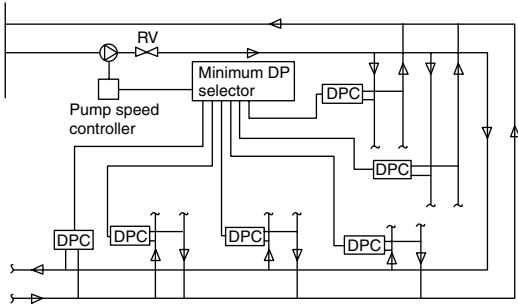 RV
Minimum DP
selector
Pump speed
controller
DPC
DPC
DPC
DPC
DPC
DPC